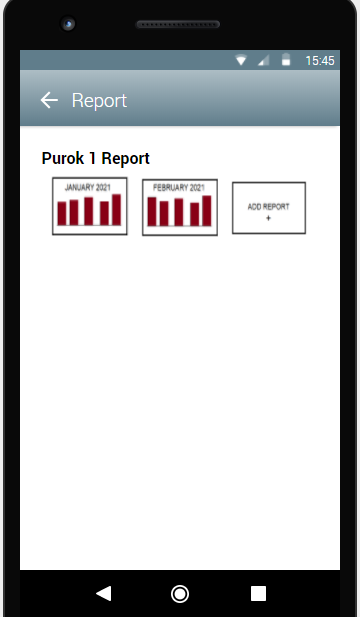 15:45
Report
Purok 1 Report
JANUARY 2021
FEBRUARY 2021
ADD REPORT
+